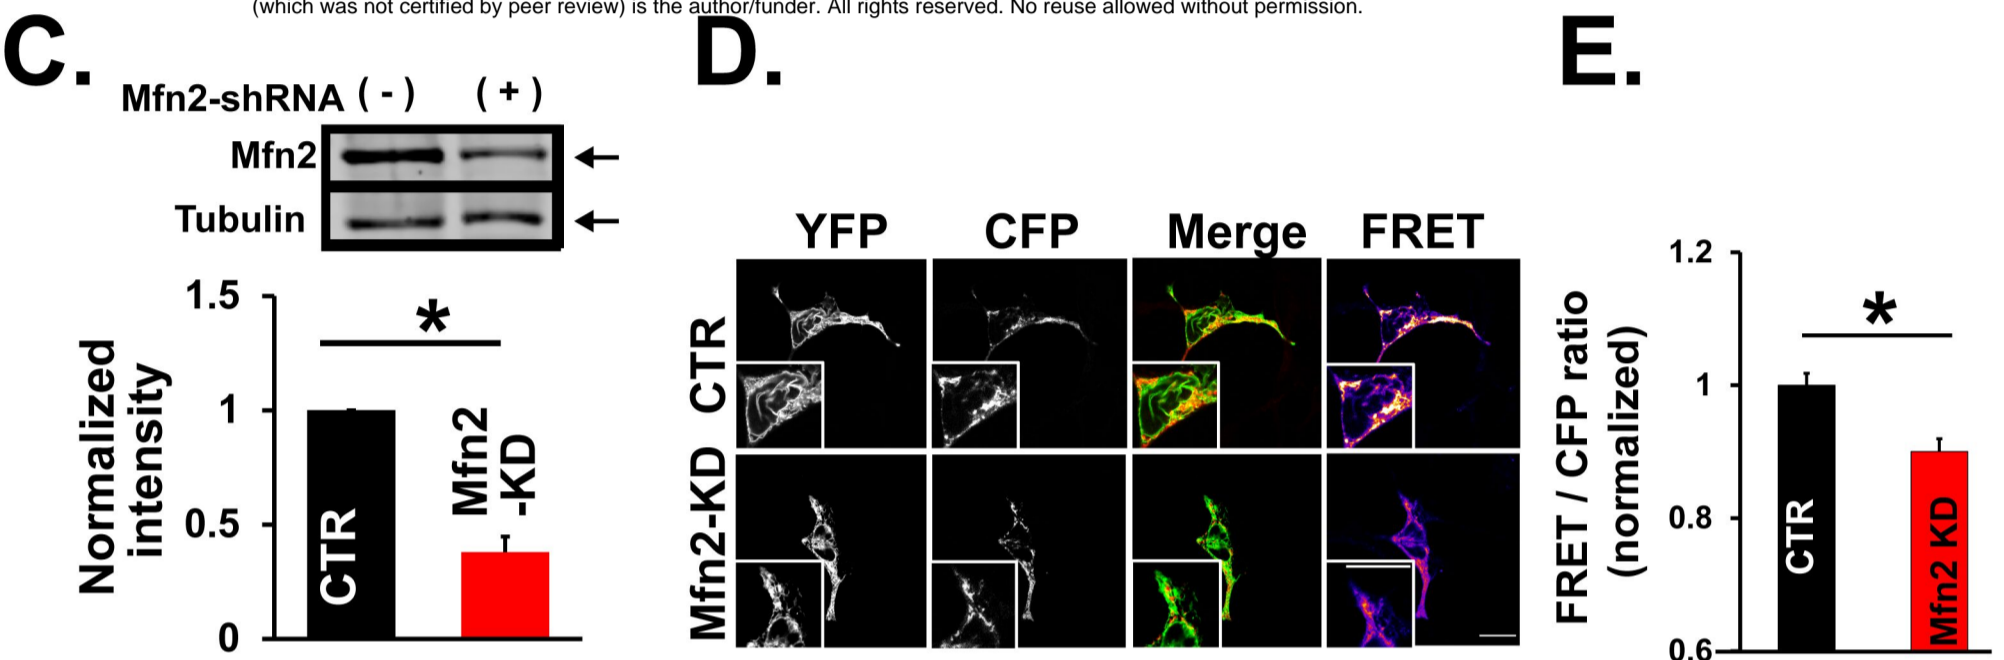 (which was not certified by peer review) is the author/funder. All rights reserved. No reuse allowed without permission.
C.
Mfn2-shRNA ( - ) ( + )
Mfn2
Tubulin
Normalized
intensity
1.5
1
0.5
0
*
CTR
Mfn2
-KD
D.
YFP CFP Merge FRET
CTR
Mfn2-KD
E.
FRET / CFP ratio
(normalized)
1.2
1
0.8
0.6
*
CTR
Mfn2 KD